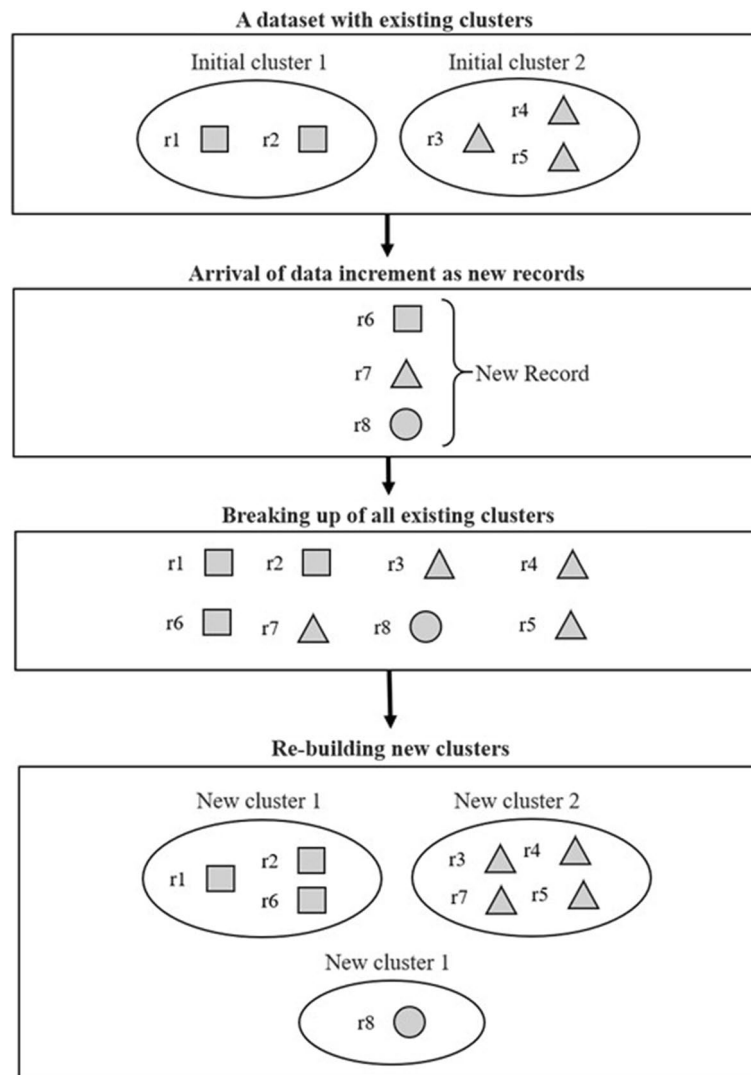 A dataset with existing clusters
Initial cluster 1
Initial cluster 2
r1
r2
r3
r4
r5
Arrival of data increment as new records
r6
r7
New Record
r8
Breaking up of all existing clusters
r1
r2
r3
r4
r6
r7
r8
r5
Re-building new clusters
New cluster 1
New cluster 2
r1
r2
r6
r3
r4
r7
r5
New cluster 1
r8